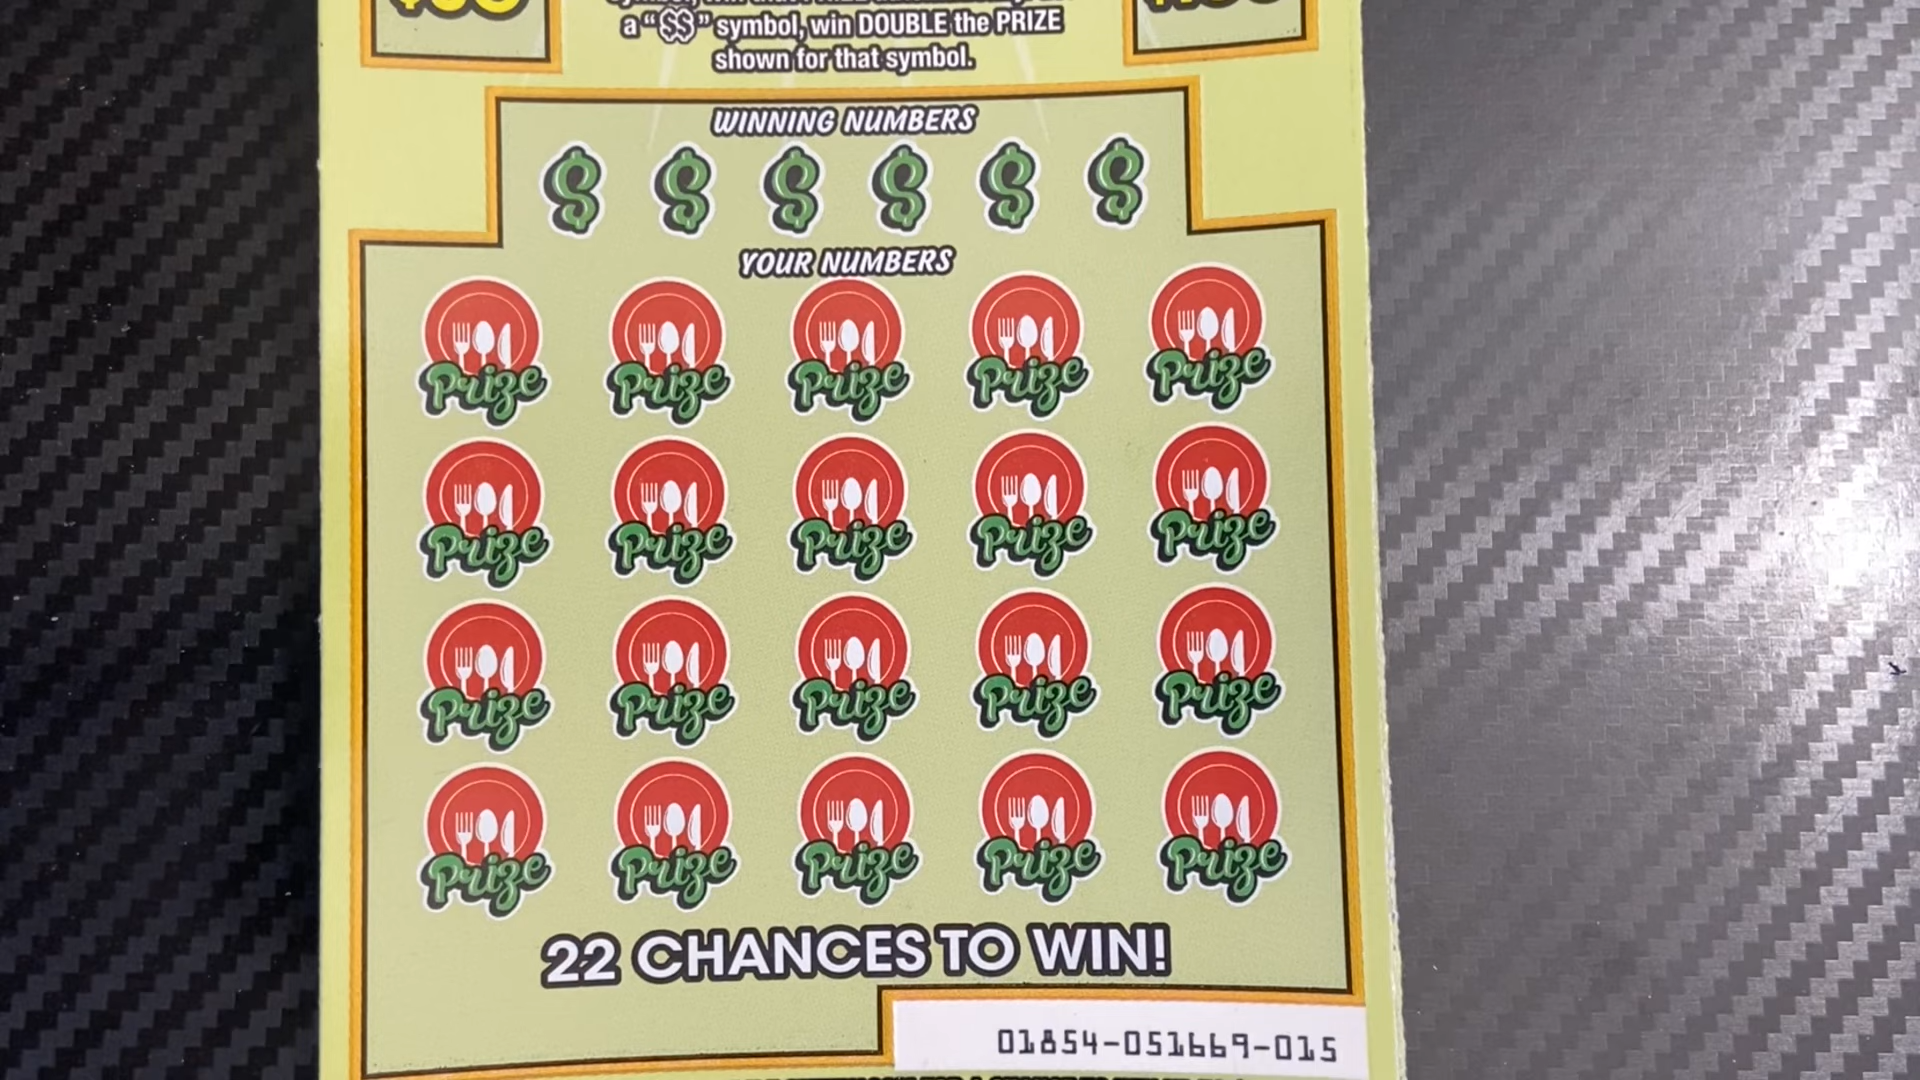 a "$$" symbol, win DOUBLE the PRIZE
shown for that symbol.
WINNING NUMBERS
$ $ $ $ $ $
YOUR NUMBERS
Prize Prize Prize Prize Prize
Prize Prize Prize Prize Prize
Prize Prize Prize Prize Prize
Prize Prize Prize Prize Prize
22 CHANCES TO WIN!
01854-051669-015